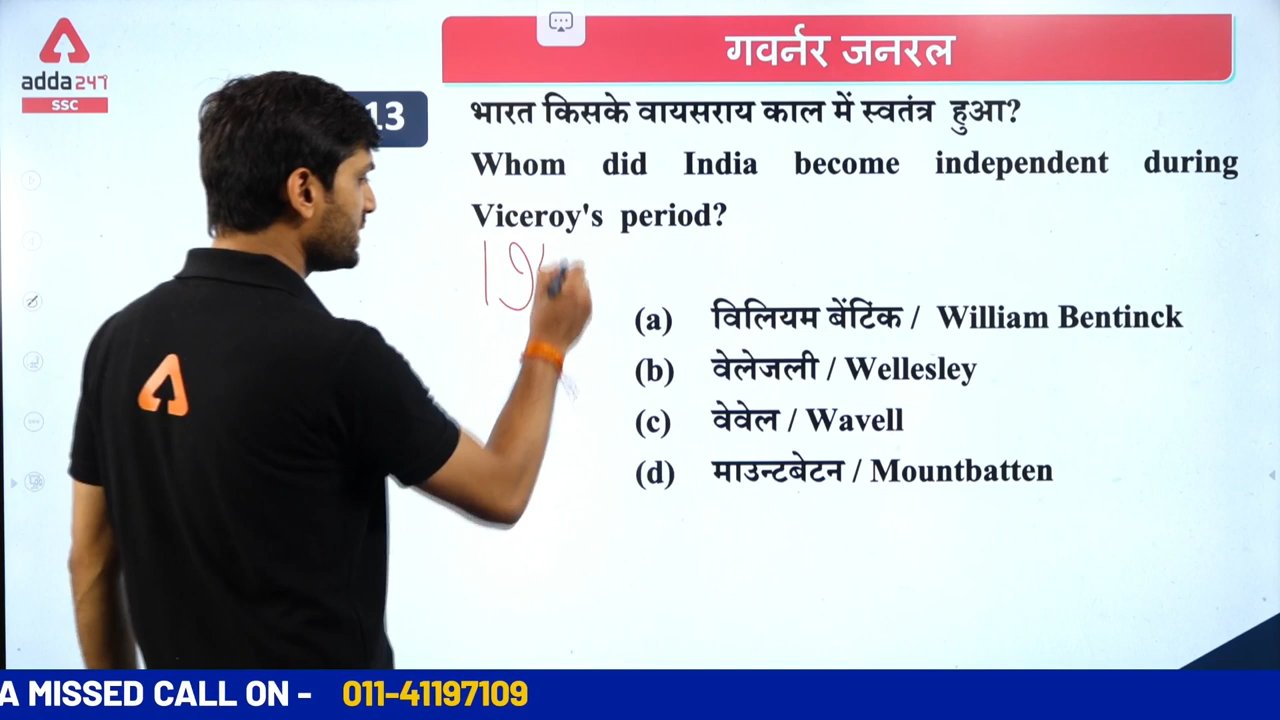 adda247
SSC
गवर्नर जनरल
13
भारत किसके वायसराय काल में स्वतंत्र हुआ?
Whom did India become independent during
Viceroy's period?
19
(a) विलियम बेंटिंक / William Bentinck
(b) वेलेजली / Wellesley
(c) वेवेल / Wavell
(d) माउन्टबेटन / Mountbatten
A MISSED CALL ON - 011-41197109